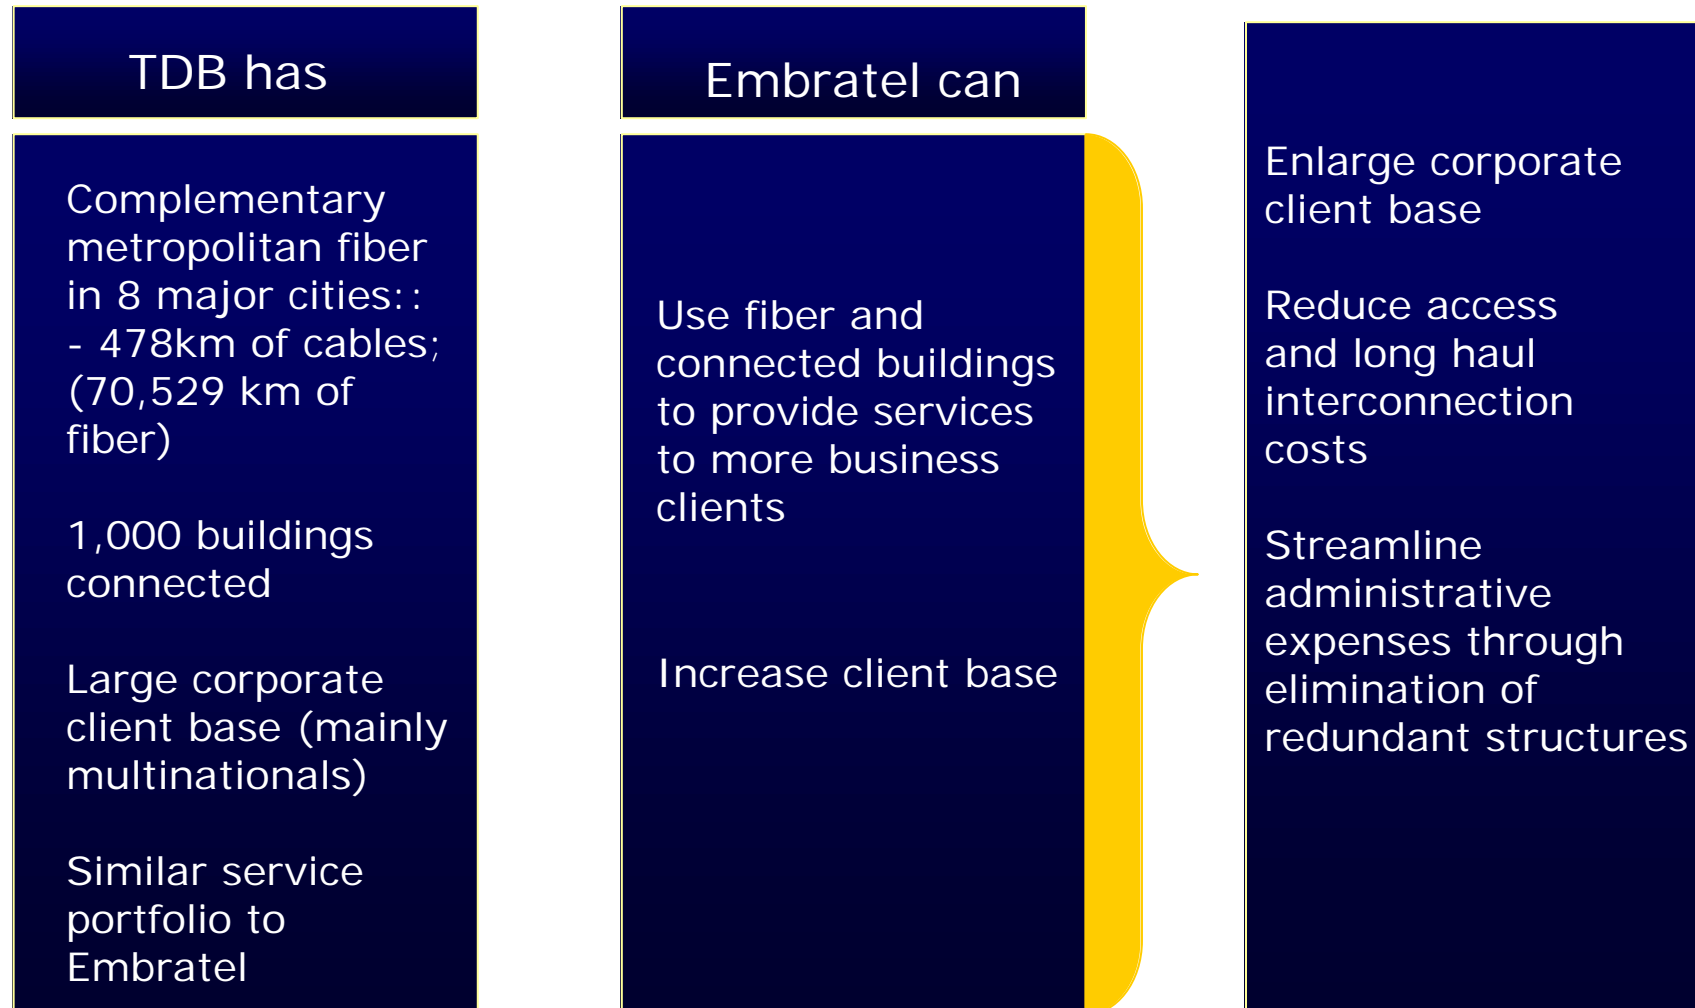 TDB has
Complementary
metropolitan fiber
in 8 major cities::
- 478km of cables;
(70,529 km of
fiber)
1,000 buildings
connected
Large corporate
client base (mainly
multinationals)
Similar service
portfolio to
Embratel
Embratel can
Use fiber and
connected buildings
to provide services
to more business
clients
Increase client base
Enlarge corporate
client base
Reduce access
and long haul
interconnection
costs
Streamline
administrative
expenses through
elimination of
redundant structures